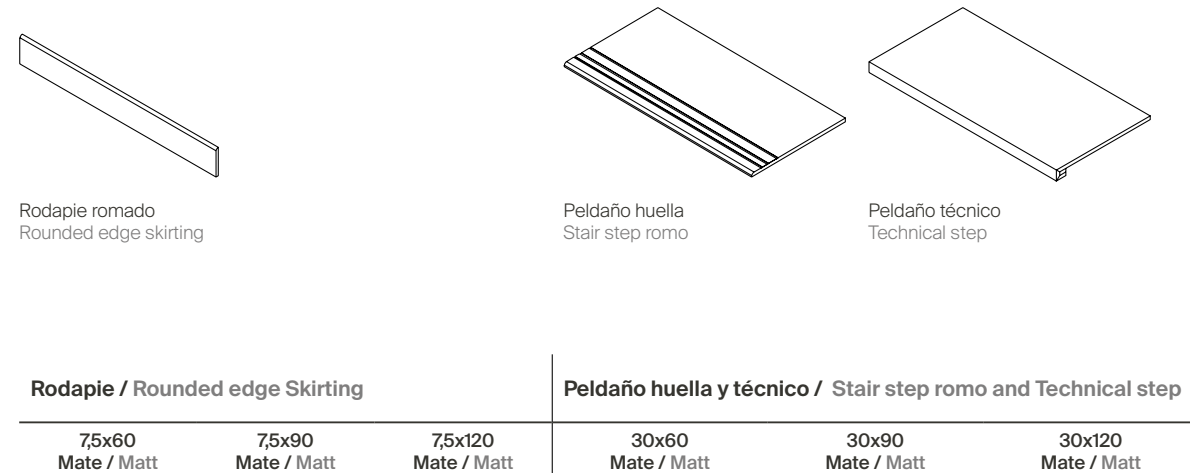 Rodapie romado
Rounded edge skirting
Peldaño huella
Stair step romo
Peldaño técnico
Technical step
Rodapie / Rounded edge Skirting
Peldaño huella y técnico / Stair step romo and Technical step
7,5x60
Mate / Matt
7,5x90
Mate / Matt
7,5x120
Mate / Matt
30x60
Mate / Matt
30x90
Mate / Matt
30x120
Mate / Matt